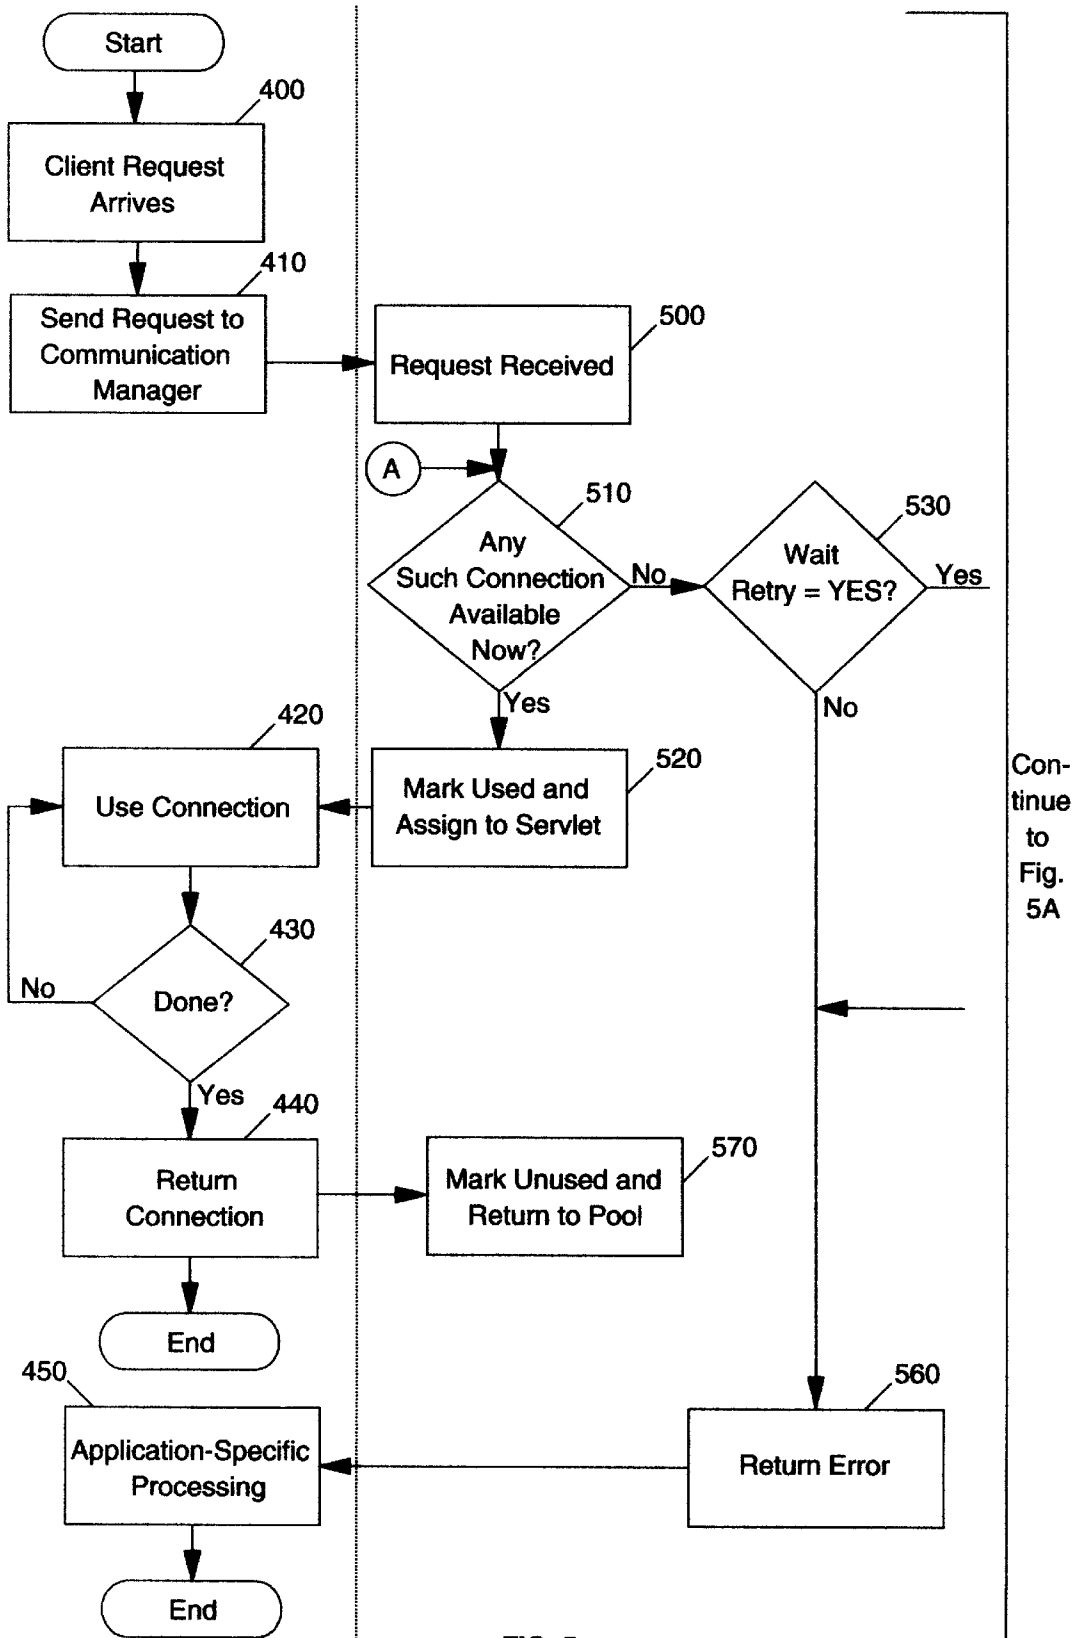 Start
400
Client Request
Arrives
410
Send Request to
Communication
Manager
500
Request Received
A
510
Any
Such Connection
Available
Now?
No
530
Wait
Retry = YES?
Yes
Yes
No
420
Use Connection
520
Mark Used and
Assign to Servlet
Con-
tinue
to
Fig.
5A
430
Done?
No
Yes
440
Return
Connection
570
Mark Unused and
Return to Pool
End
450
Application-Specific
Processing
560
Return Error
End